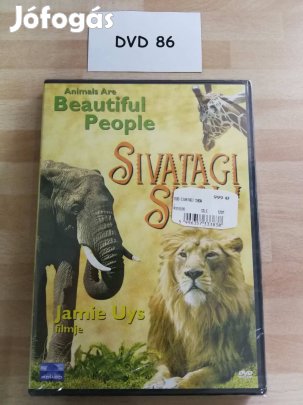 Jófogás
DVD 86
Animals Are
Beautiful
People
SIVATAGI
Jamie Uys
filmje
DVD